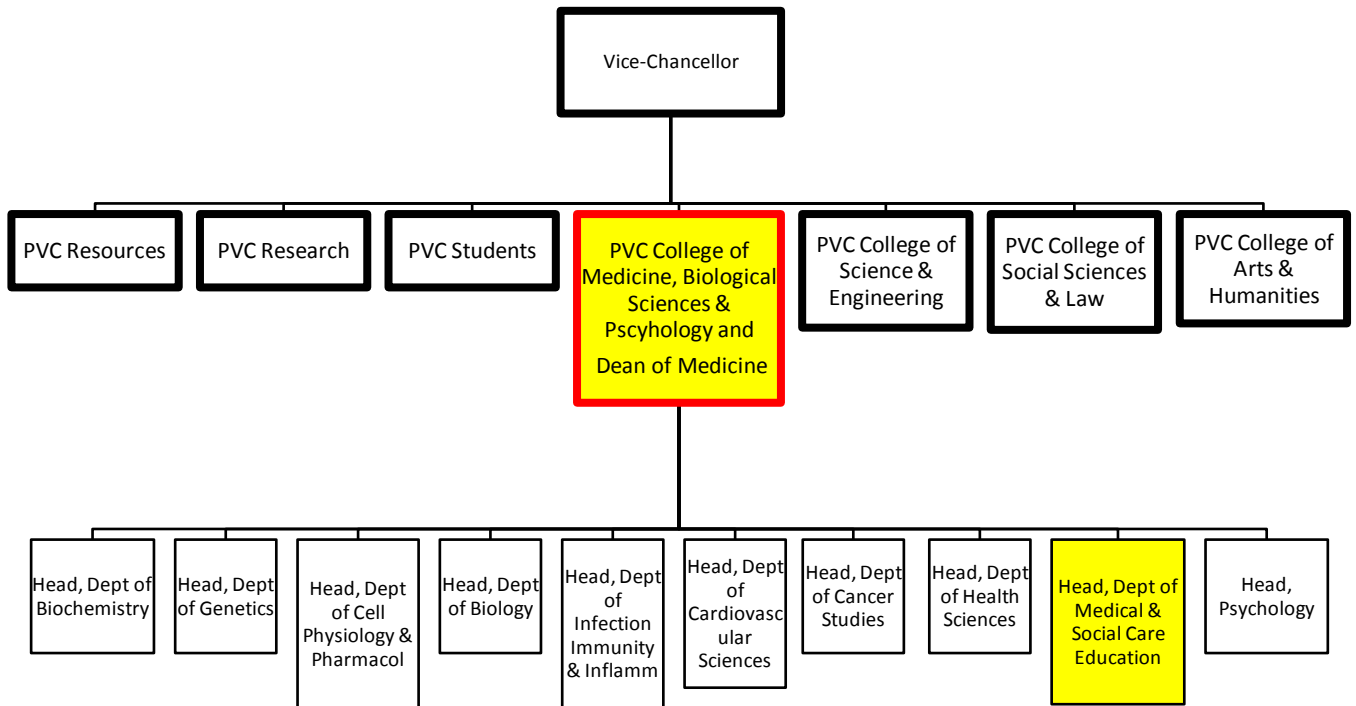 Vice-Chancellor
PVC Resources
PVC Research
PVC Students
PVC College of
Medicine, Biological
Sciences &
Pscyhology and
Dean of Medicine
PVC College of
Science &
Engineering
PVC College of
Social Sciences
& Law
PVC College of
Arts &
Humanities
Head, Dept of
Biochemistry
Head, Dept
of Genetics
Head, Dept
of Cell
Physiology &
Pharmacol
Head, Dept
of Biology
Head, Dept
of
Infection
Immunity
& Inflamm
Head, Dept
of
Cardiovasc
ular
Sciences
Head, Dept
of Cancer
Studies
Head, Dept
of Health
Sciences
Head, Dept of
Medical &
Social Care
Education
Head,
Psychology